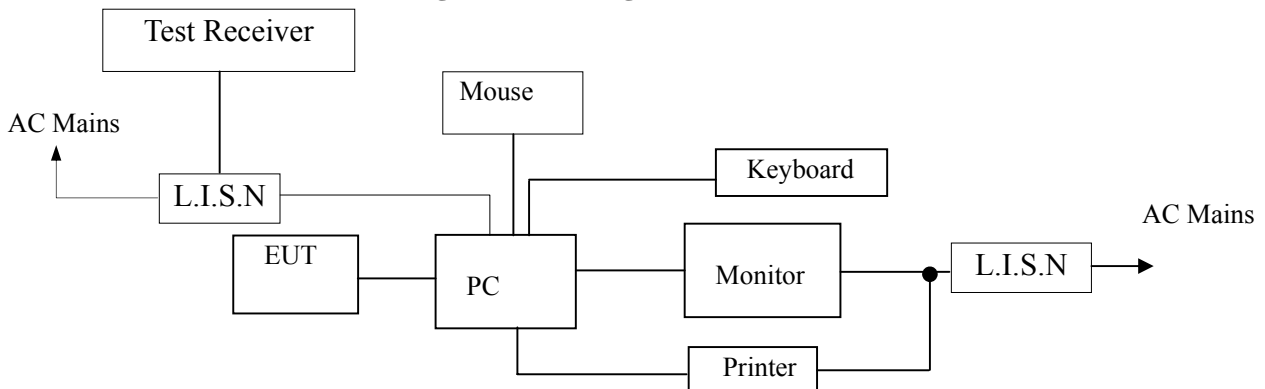 Test Receiver
Mouse
AC Mains
Keyboard
L.I.S.N
AC Mains
EUT
L.I.S.N
PC
Monitor
Printer